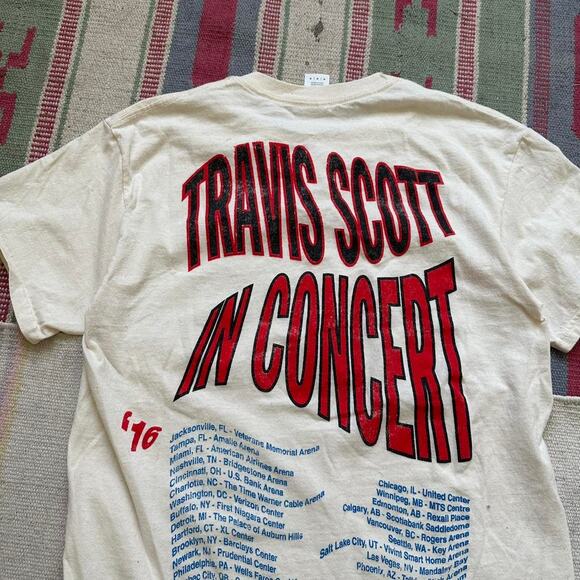 TRAVIS SCOTT
IN CONCERT
'16
Jacksonville, FL - Veterans Memorial Arena
Tampa, FL - Amalie Arena
Miami, FL - American Airlines Arena
Nashville, TN - Bridgestone Arena
Cincinnati, OH - U.S. Bank Arena
Charlotte, NC - The Time Warner Cable Arena
Washington, DC - Verizon Center
Buffalo, NY - First Niagara Center
Detroit, MI - The Palace of Auburn Hills
Hartford, CT - XL Center
Brooklyn, NY - Barclays Center
Newark, NJ - Prudential Center
Philadelphia, PA - Wells Fargo
Chicago, IL - United Center
Winnipeg, MB - MTS Centre
Edmonton, AB - Rexall Place
Calgary, AB - Scotiabank Saddledome
Vancouver, BC - Rogers Arena
Seattle, WA - Key Arena
Salt Lake City, UT - Vivint Smart Home Arena
Las Vegas, NV - Mandalay Bay
Phoenix, AZ